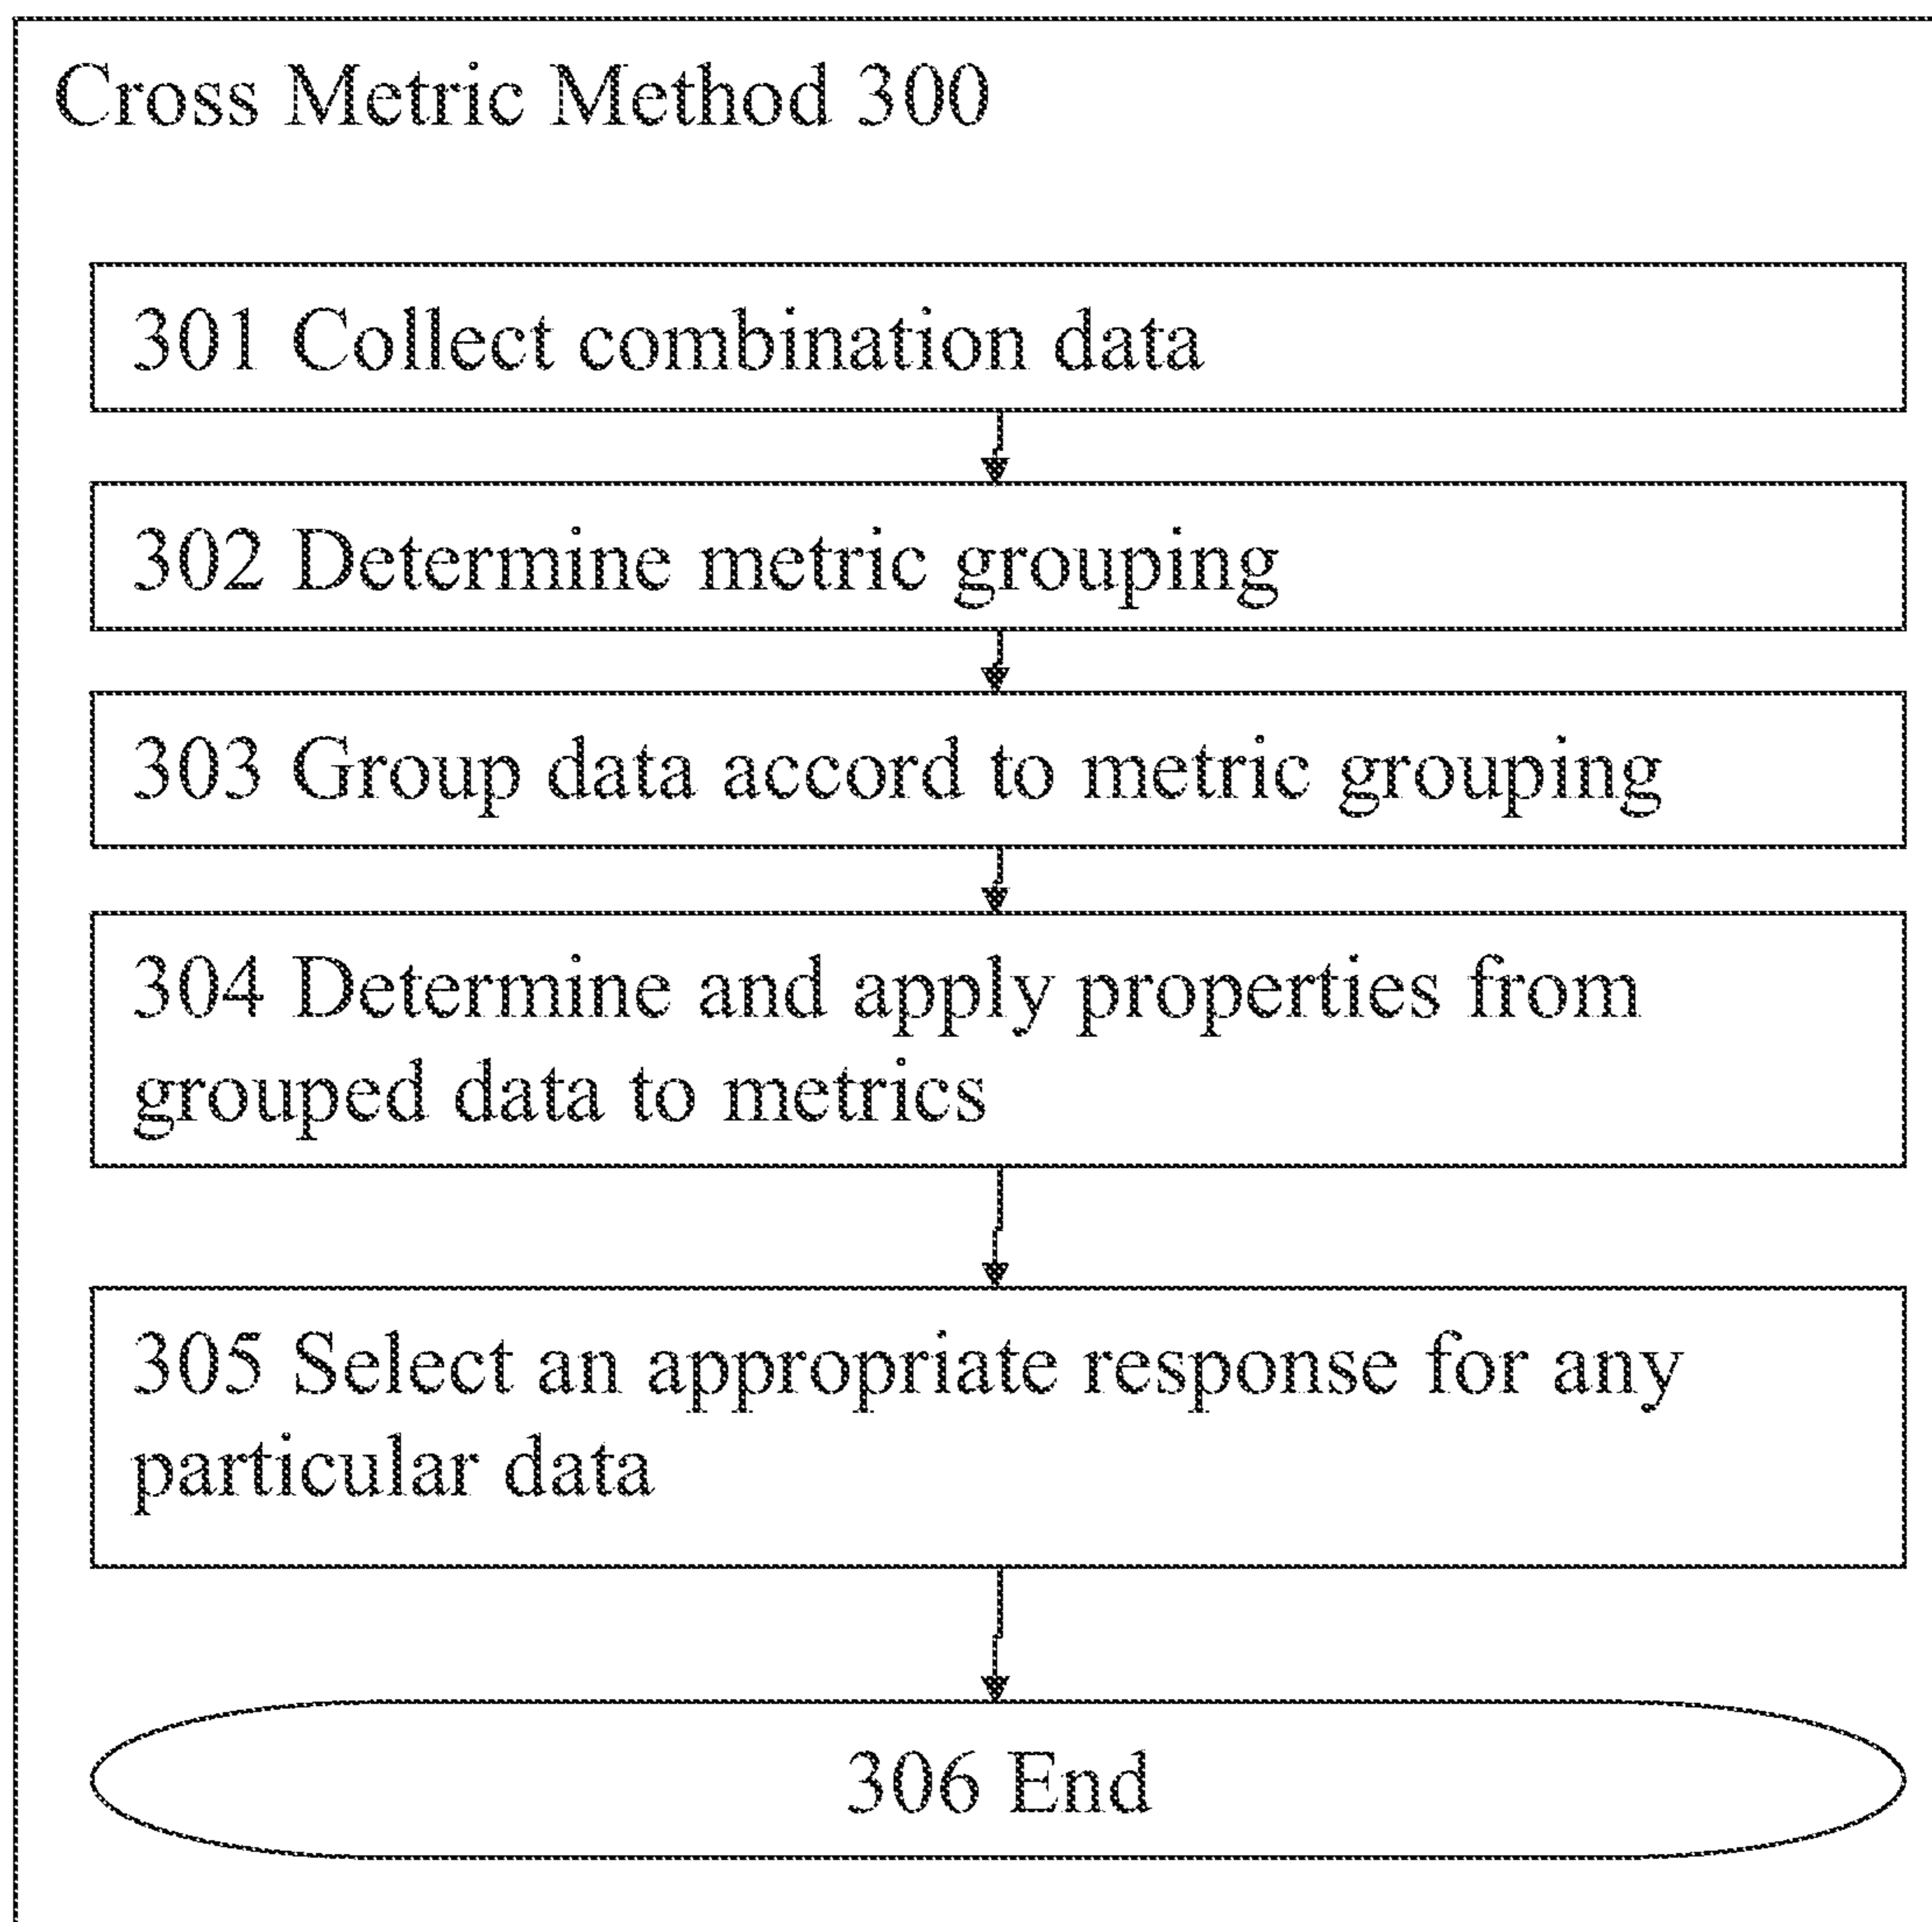 Cross Metric Method 300
301 Collect combination data
302 Determine metric grouping
303 Group data accord to metric grouping
304 Determine and apply properties from
grouped data to metrics
305 Select an appropriate response for any
particular data
306 End